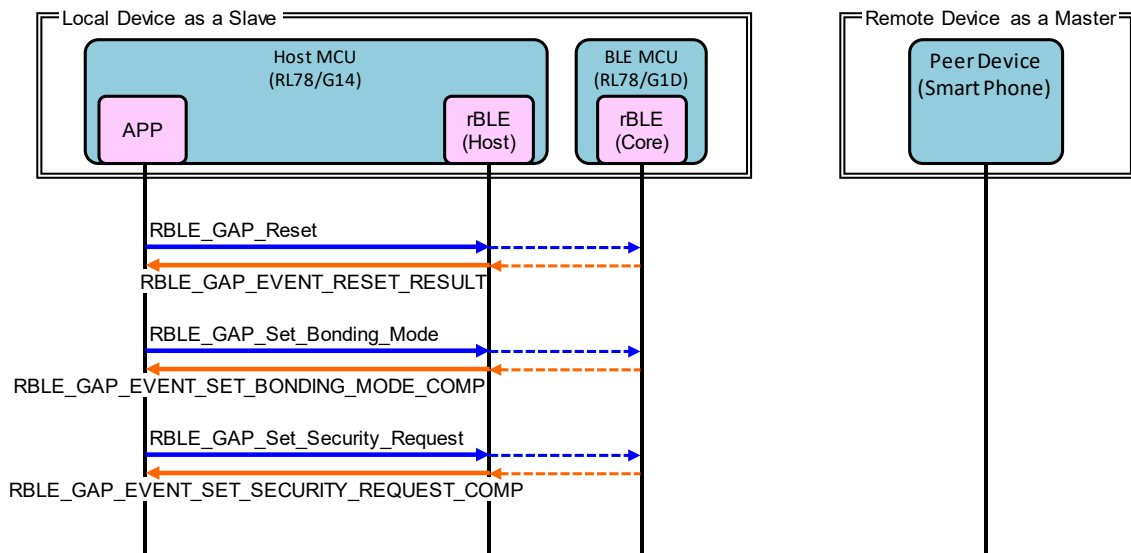 Local Device as a Slave
Remote Device as a Master
Host MCU
(RL78/G14)
BLE MCU
(RL78/G1D)
Peer Device
(Smart Phone)
APP
rBLE
(Host)
rBLE
(Core)
RBLE_GAP_Reset
RBLE_GAP_EVENT_RESET_RESULT
RBLE_GAP_Set_Bonding_Mode
RBLE_GAP_EVENT_SET_BONDING_MODE_COMP
RBLE_GAP_Set_Security_Request
RBLE_GAP_EVENT_SET_SECURITY_REQUEST_COMP